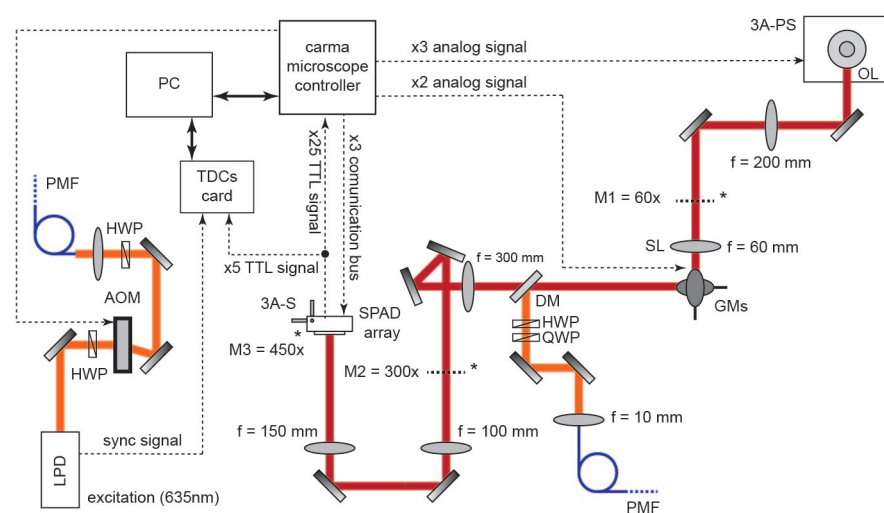 carma
microscope
controller
PC
TDCs
card
x3 analog signal
x2 analog signal
x25 TTL signal
x3 comunication bus
x5 TTL signal
3A-PS
OL
f = 200 mm
M1 = 60x
*
SL
f = 60 mm
GMs
PMF
HWP
AOM
HWP
LPD
sync signal
excitation (635nm)
3A-S
*
SPAD
array
M3 = 450x
f = 300 mm
DM
HWP
QWP
M2 = 300x
*
f = 150 mm
f = 100 mm
f = 10 mm
PMF